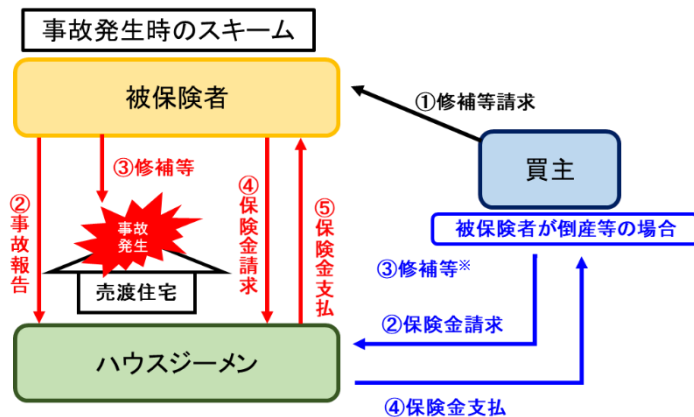 事故発生時のスキーム
被保険者
①修補等請求
買主
③修補等
②事故報告
④保険金請求
⑤保険金支払
事故
発生
売渡住宅
被保険者が倒産等の場合
③修補等※
②保険金請求
ハウスジーメン
④保険金支払